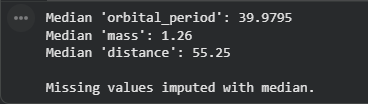 Median 'orbital_period': 39.9795
Median 'mass': 1.26
Median 'distance': 55.25
Missing values imputed with median.